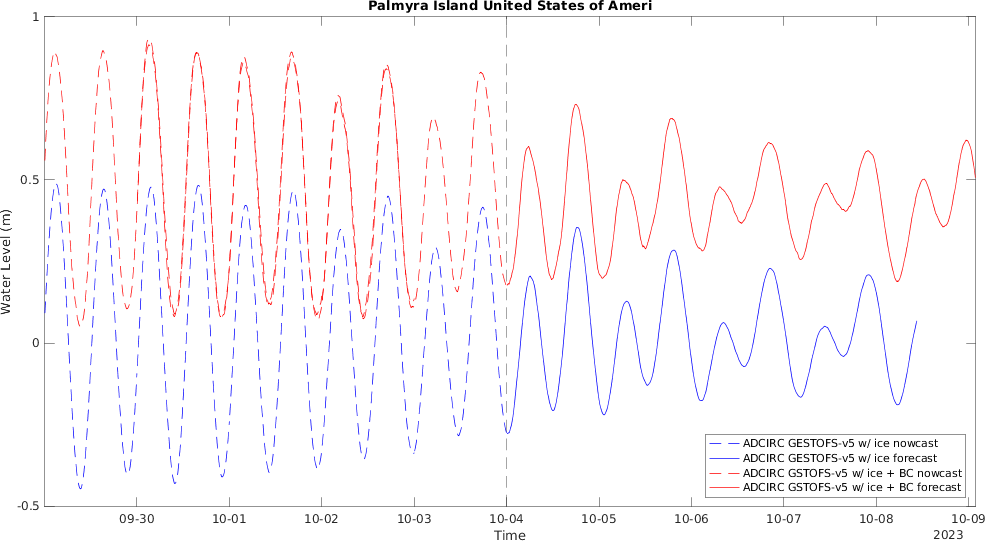 Palmyra Island United States of Ameri
1
0.5
0
-0.5
Water Level (m)
09-30
10-01
10-02
10-03
10-04
10-05
10-06
10-07
10-08
10-09
Time
2023
ADCIRC GESTOFS-v5 w/ ice nowcast
ADCIRC GESTOFS-v5 w/ ice forecast
ADCIRC GSTOFS-v5 w/ ice + BC nowcast
ADCIRC GSTOFS-v5 w/ ice + BC forecast